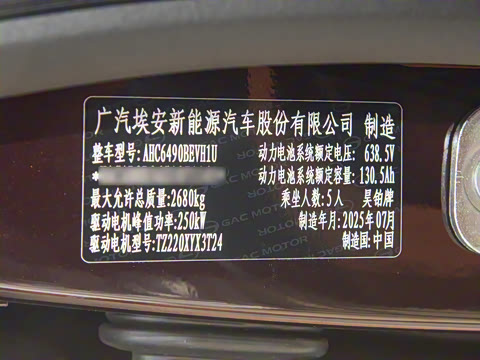 广汽埃安新能源汽车股份有限公司 制造
整车型号:AHC6490BEVH1U 动力电池系统额定电压: 638.5V
* 动力电池系统额定容量: 130.5Ah
最大允许总质量:2680kg 乘坐人数:5人 昊铂牌
驱动电机峰值功率:250kW 制造年月:2025年07月
驱动电机型号:TZ220XYX3T24 制造国:中国
GAC MOTOR